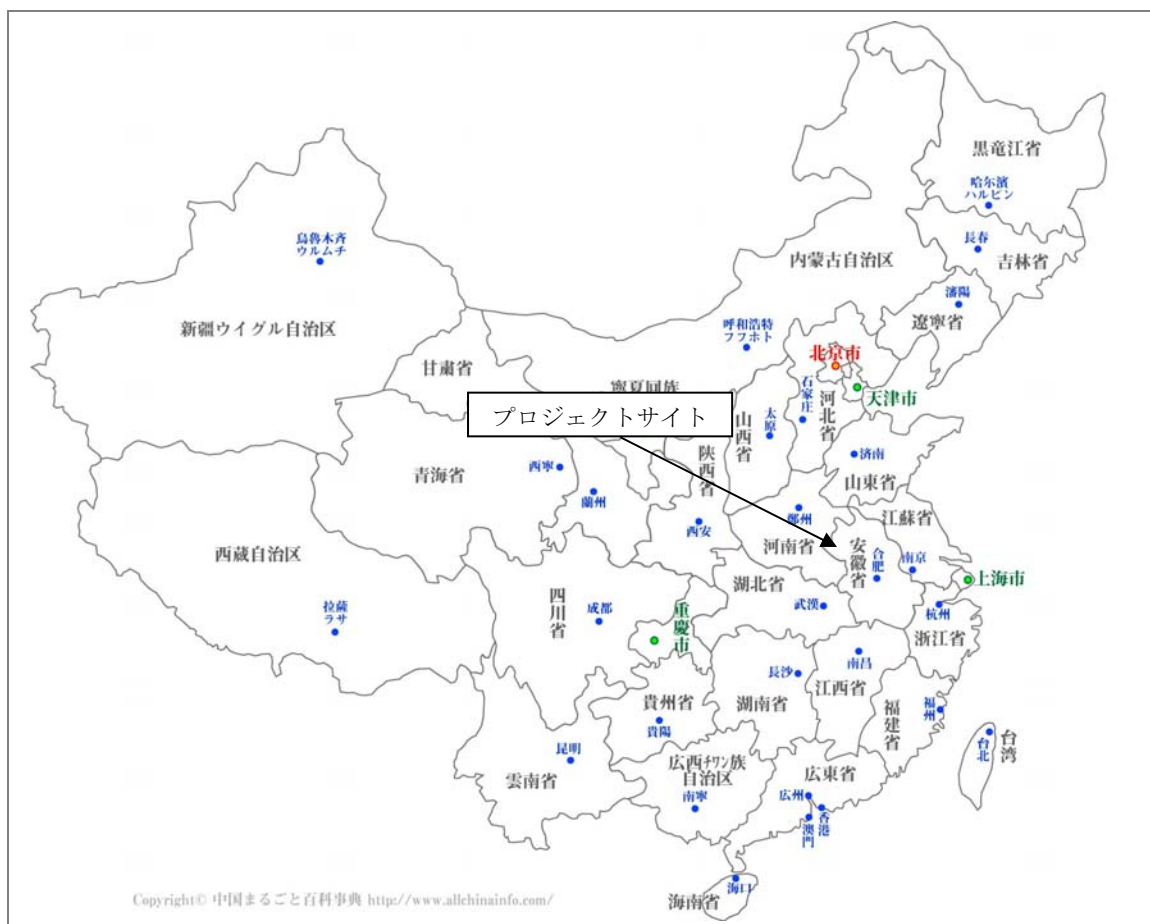 黒竜江省
哈尔濱
ハルビン
長春
吉林省
烏魯木斉
ウルムチ
内蒙古自治区
瀋陽
遼寧省
新疆ウイグル自治区
呼和浩特
フフホト
北京市
甘肅省
石家庄
天津市
寧夏回族
プロジェクトサイト
山西省
太原
河北省
陝西省
済南
山東省
青海省
西寧
蘭州
西安
鄭州
河南省
江蘇省
安徽省
合肥
南京
上海市
西蔵自治区
湖北省
四川省
成都
武漢
杭州
浙江省
拉薩
ラサ
重慶市
南昌
長沙
江西省
湖南省
貴州省
貴陽
福建省
福州
台湾
台北
昆明
雲南省
広西チワン族
自治区
広東省
南寧
広州
香港
澳門
海口
海南省
Copyright© 中国まるごと百科事典 http://www.allchinainfo.com/